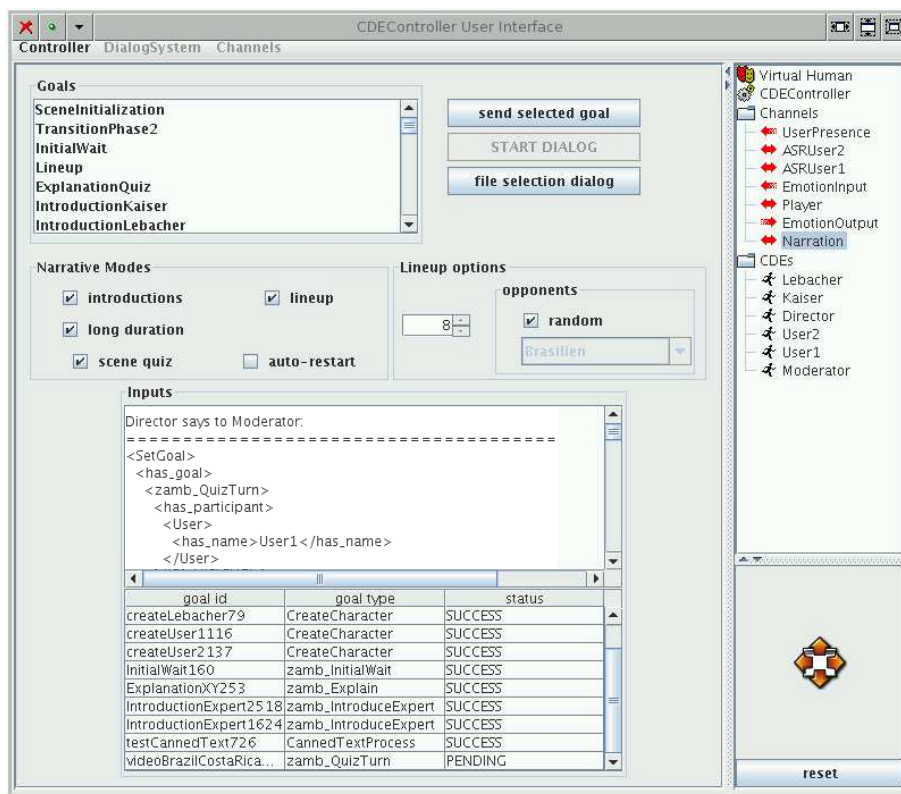 CDEController User Interface
Controller DialogSystem Channels
Goals
SceneInitialization
TransitionPhase2
InitialWait
Lineup
ExplanationQuiz
IntroductionKaiser
IntroductionLebacher
send selected goal
START DIALOG
file selection dialog
Narrative Modes
introductions
lineup
long duration
scene quiz
auto-restart
Lineup options
8
opponents
random
Brasilien
Inputs
Director says to Moderator:
=======================================
<SetGoal>
<has_goal>
<zamb_QuizTurn>
<has_participant>
<User>
<has_name>User1</has_name>
</User>
goal id goal type status
createLebacher79 CreateCharacter SUCCESS
createUser1116 CreateCharacter SUCCESS
createUser2137 CreateCharacter SUCCESS
InitialWait160 zamb_InitialWait SUCCESS
ExplanationXY253 zamb_Explain SUCCESS
IntroductionExpert2518 zamb_IntroduceExpert SUCCESS
IntroductionExpert1624 zamb_IntroduceExpert SUCCESS
testCannedText726 CannedTextProcess SUCCESS
videoBrazilCostaRica... zamb_QuizTurn PENDING
Virtual Human
CDEController
Channels
UserPresence
ASRUser2
ASRUser1
EmotionInput
Player
EmotionOutput
Narration
CDEs
Lebacher
Kaiser
Director
User2
User1
Moderator
reset